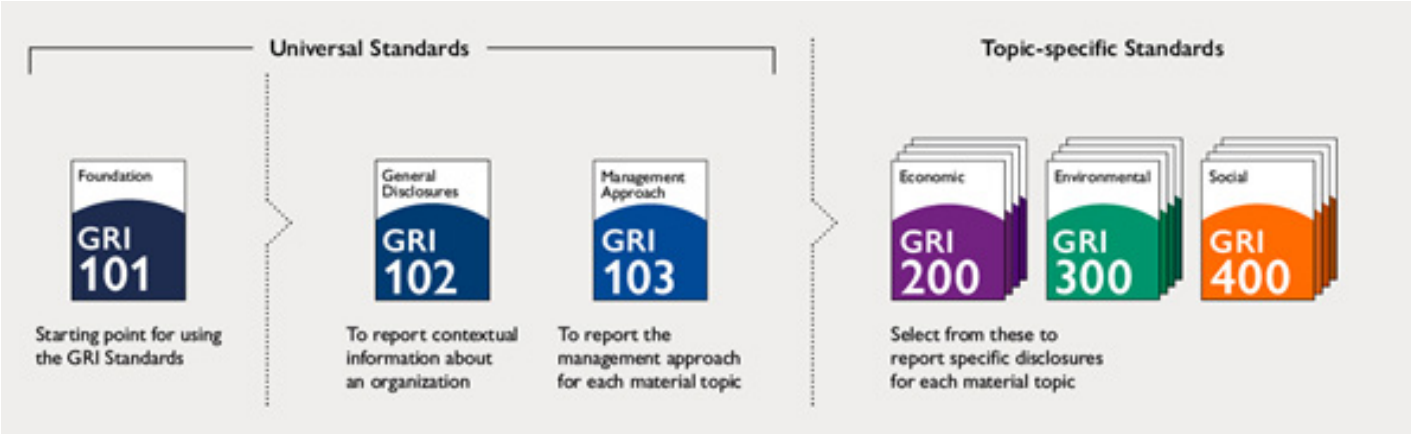 Universal Standards
Topic-specific Standards
Foundation
GRI
101
Starting point for using
the GRI Standards
General
Disclosures
GRI
102
To report contextual
information about
an organization
Management
Approach
GRI
103
To report the
management approach
for each material topic
Economic
GRI
200
Environmental
GRI
300
Social
GRI
400
Select from these to
report specific disclosures
for each material topic